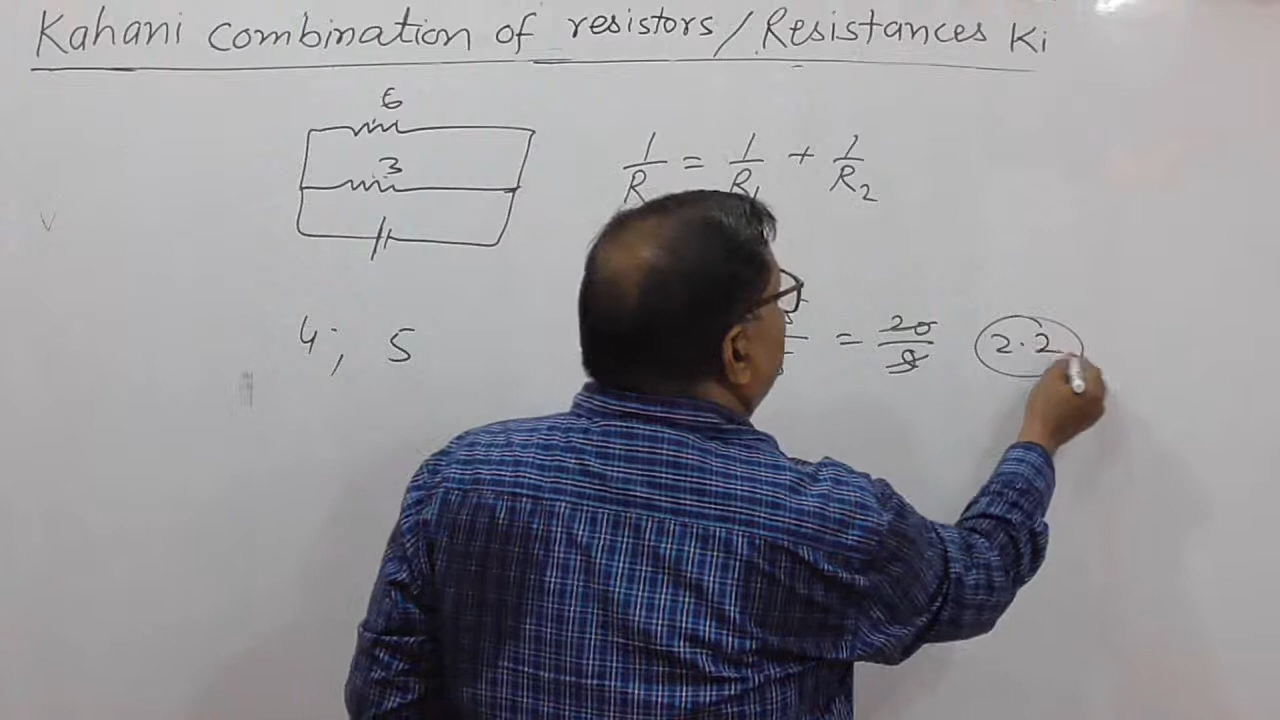 Kahani combination of resistors / Resistances Ki
6
3
1/R = 1/R1 + 1/R2
V
4; 5
= 20/9 2.2